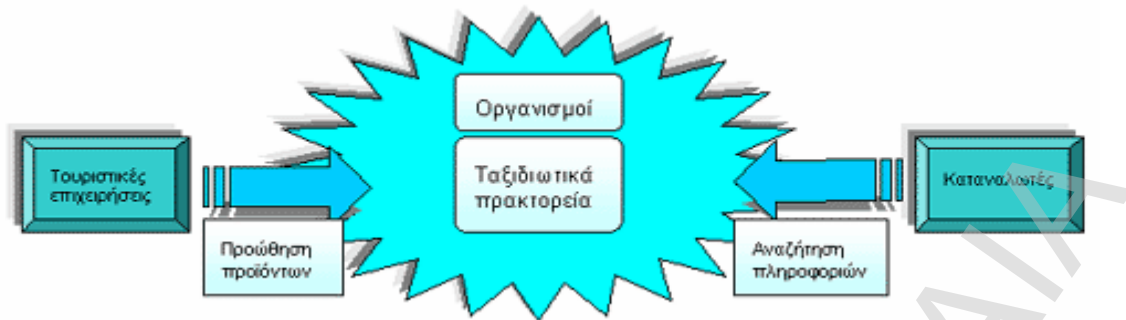 Οργανισμοί
Ταξιδιωτικά
πρακτορεία
Τουριστικές
επιχειρήσεις
Καταναλωτές
Προώθηση
προϊόντων
Αναζήτηση
πληροφοριών